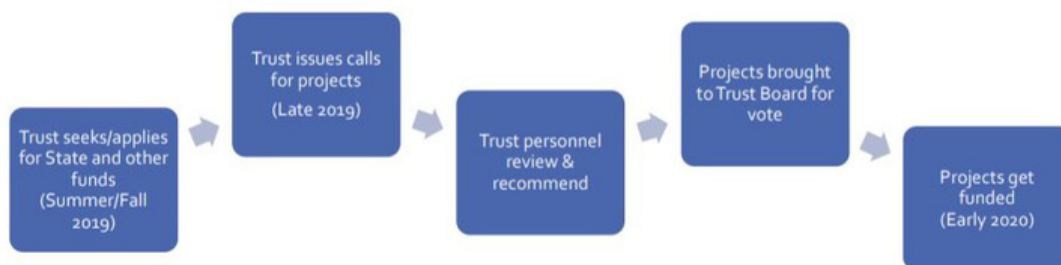 Trust seeks/applies
for State and other
funds
(Summer/Fall
2019)
Trust issues calls
for projects
(Late 2019)
Trust personnel
review &
recommend
Projects brought
to Trust Board for
vote
Projects get
funded
(Early 2020)